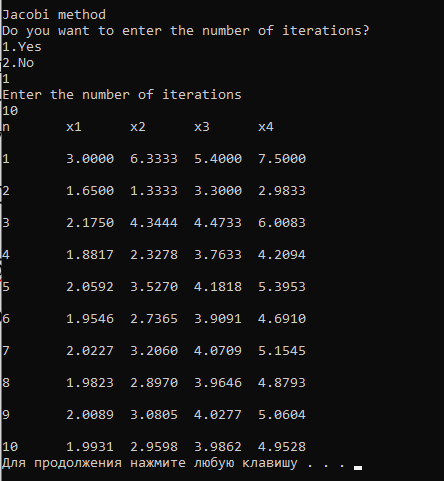 Jacobi method
Do you want to enter the number of iterations?
1.Yes
2.No
1
Enter the number of iterations
10
n x1 x2 x3 x4
1 3.0000 6.3333 5.4000 7.5000
2 1.6500 1.3333 3.3000 2.9833
3 2.1750 4.3444 4.4733 6.0083
4 1.8817 2.3278 3.7633 4.2094
5 2.0592 3.5270 4.1818 5.3953
6 1.9546 2.7365 3.9091 4.6910
7 2.0227 3.2060 4.0709 5.1545
8 1.9823 2.8970 3.9646 4.8793
9 2.0089 3.0805 4.0277 5.0604
10 1.9931 2.9598 3.9862 4.9528
Для продолжения нажмите любую клавишу . . .